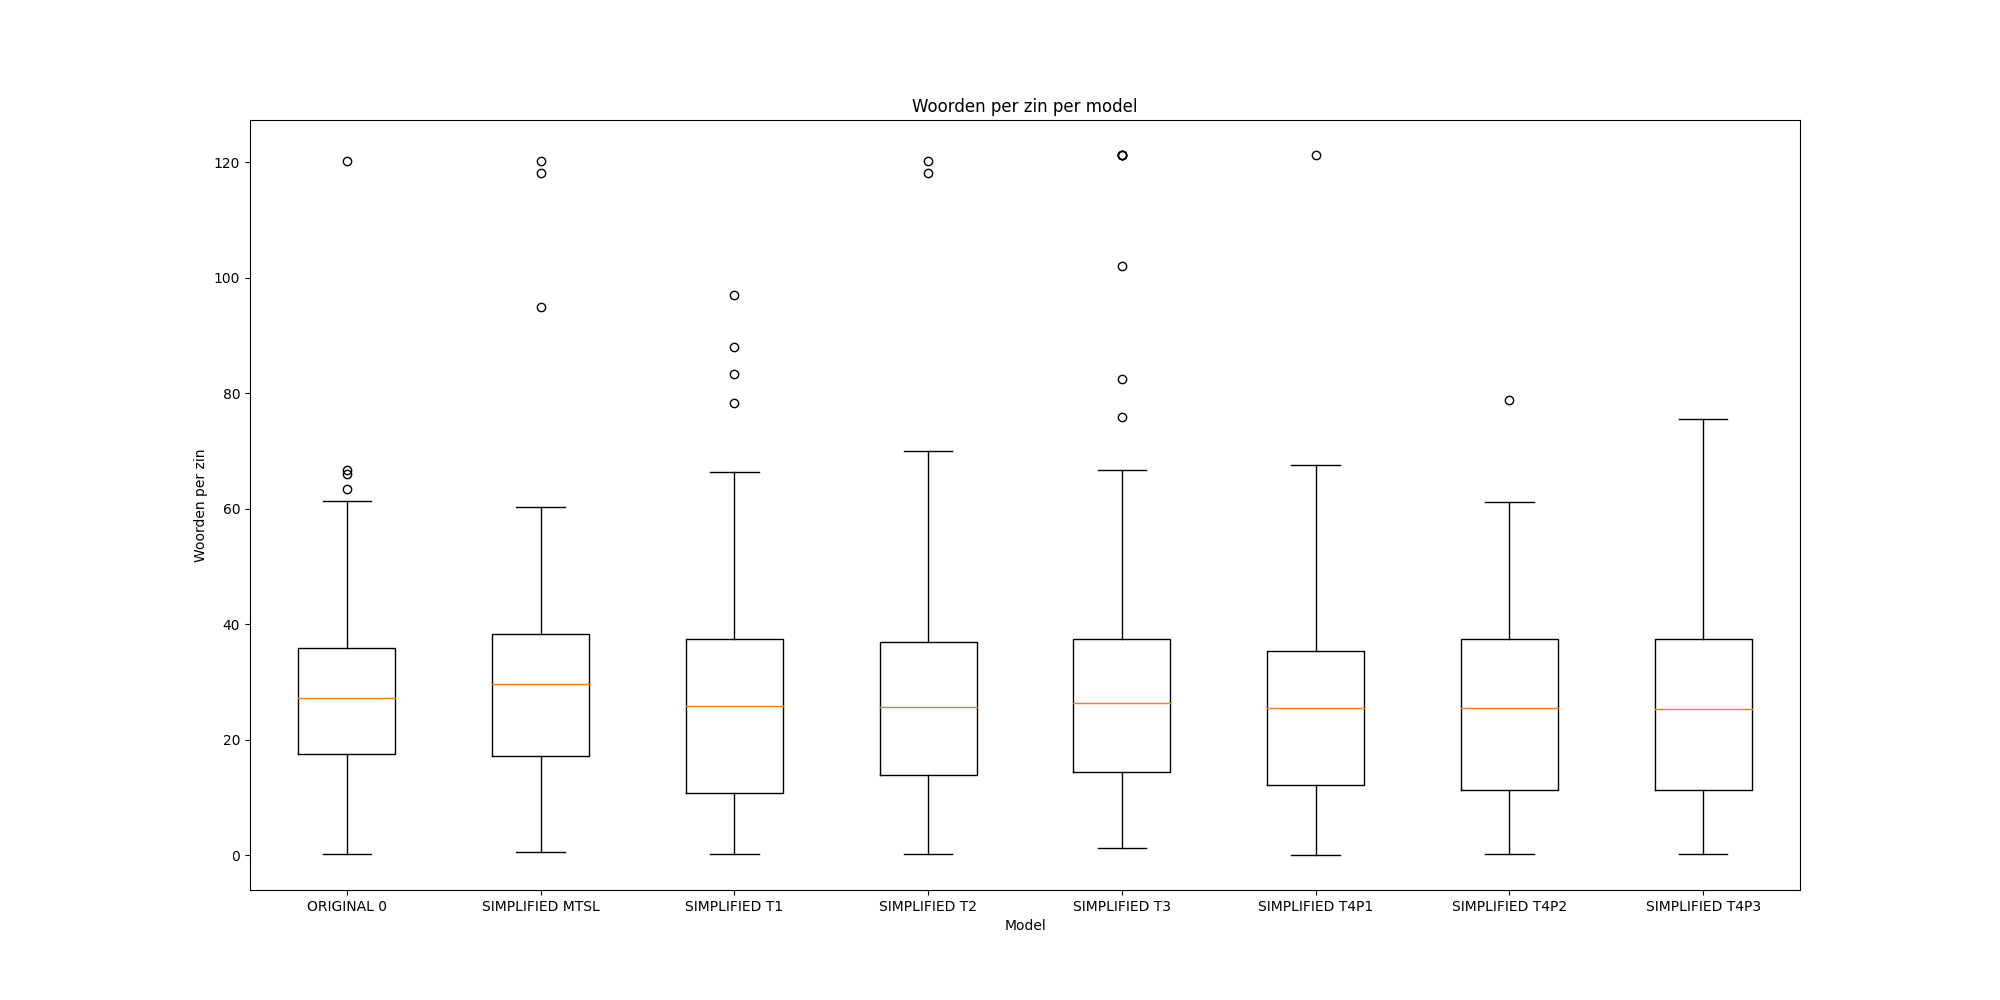 Woorden per zin per model
Woorden per zin
120
100
80
60
40
20
0
ORIGINAL 0
SIMPLIFIED MTSL
SIMPLIFIED T1
SIMPLIFIED T2
SIMPLIFIED T3
SIMPLIFIED T4P1
SIMPLIFIED T4P2
SIMPLIFIED T4P3
Model